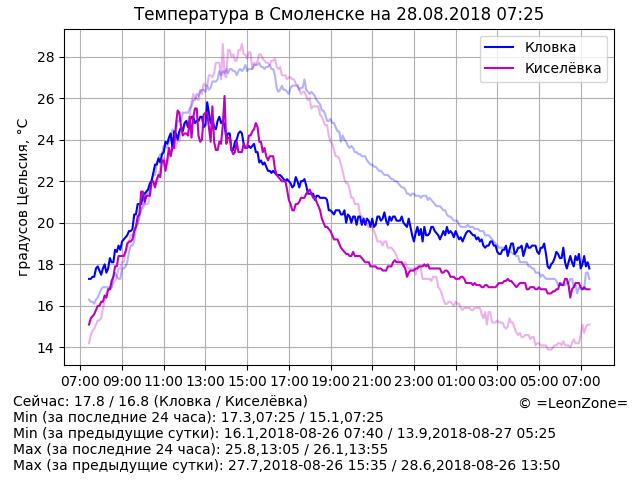 Температура в Смоленске на 28.08.2018 07:25
Кловка
Киселёвка
градусов Цельсия, °C
28
26
24
22
20
18
16
14
07:00 09:00 11:00 13:00 15:00 17:00 19:00 21:00 23:00 01:00 03:00 05:00 07:00
Сейчас: 17.8 / 16.8 (Кловка / Киселёвка)
© =LeonZone=
Min (за последние 24 часа): 17.3,07:25 / 15.1,07:25
Min (за предыдущие сутки): 16.1,2018-08-26 07:40 / 13.9,2018-08-27 05:25
Max (за последние 24 часа): 25.8,13:05 / 26.1,13:55
Max (за предыдущие сутки): 27.7,2018-08-26 15:35 / 28.6,2018-08-26 13:50